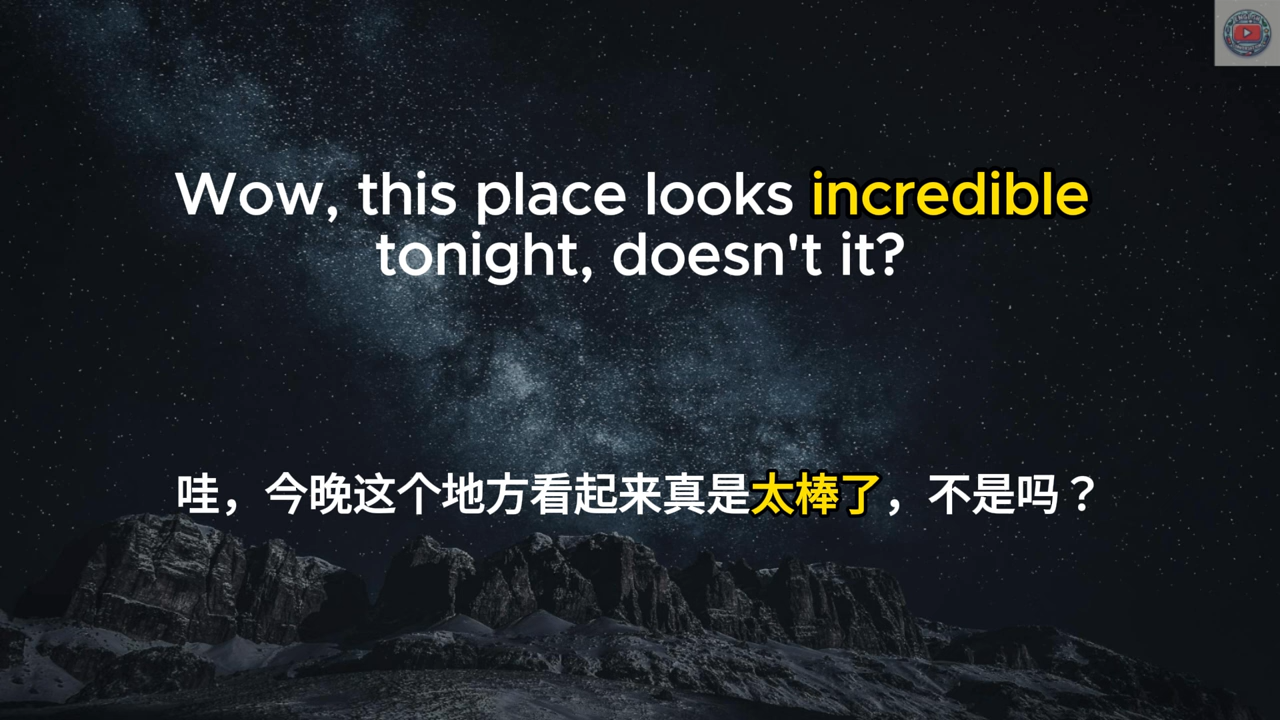 Wow, this place looks incredible
tonight, doesn't it?
哇，今晚这个地方看起来真是太棒了，不是吗？